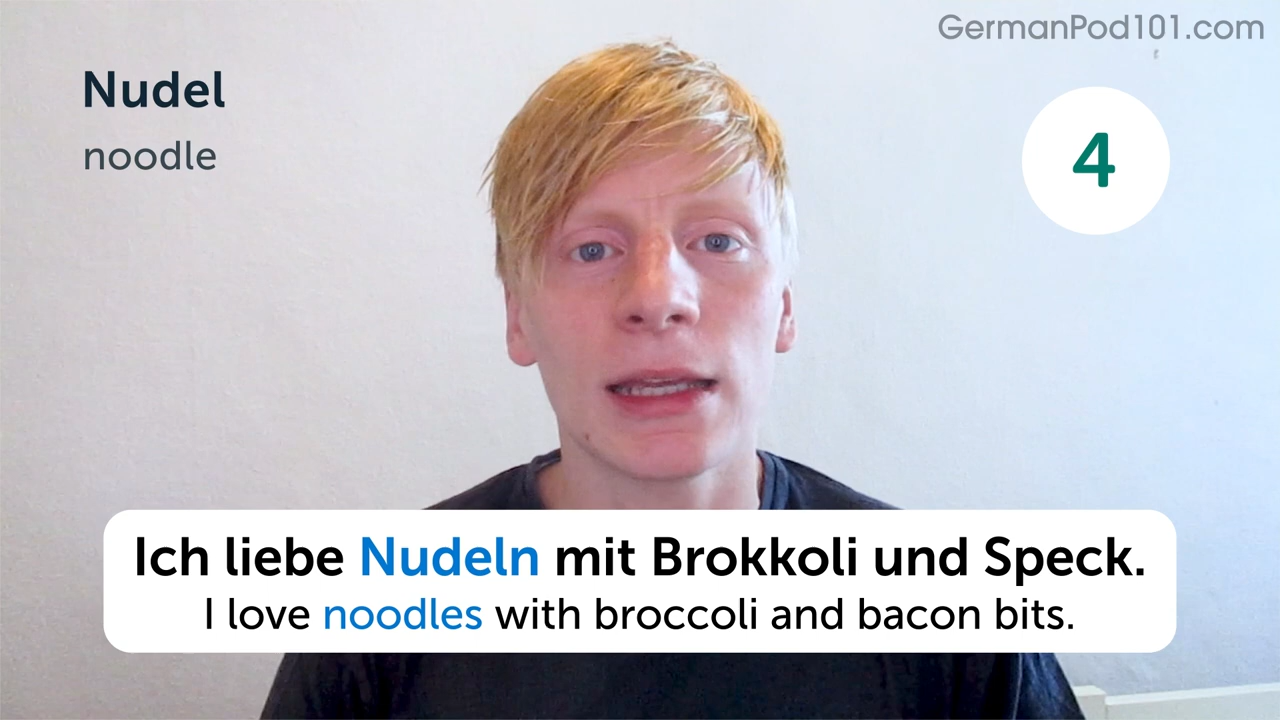 GermanPod101.com
Nudel
noodle
4
Ich liebe Nudeln mit Brokkoli und Speck.
I love noodles with broccoli and bacon bits.